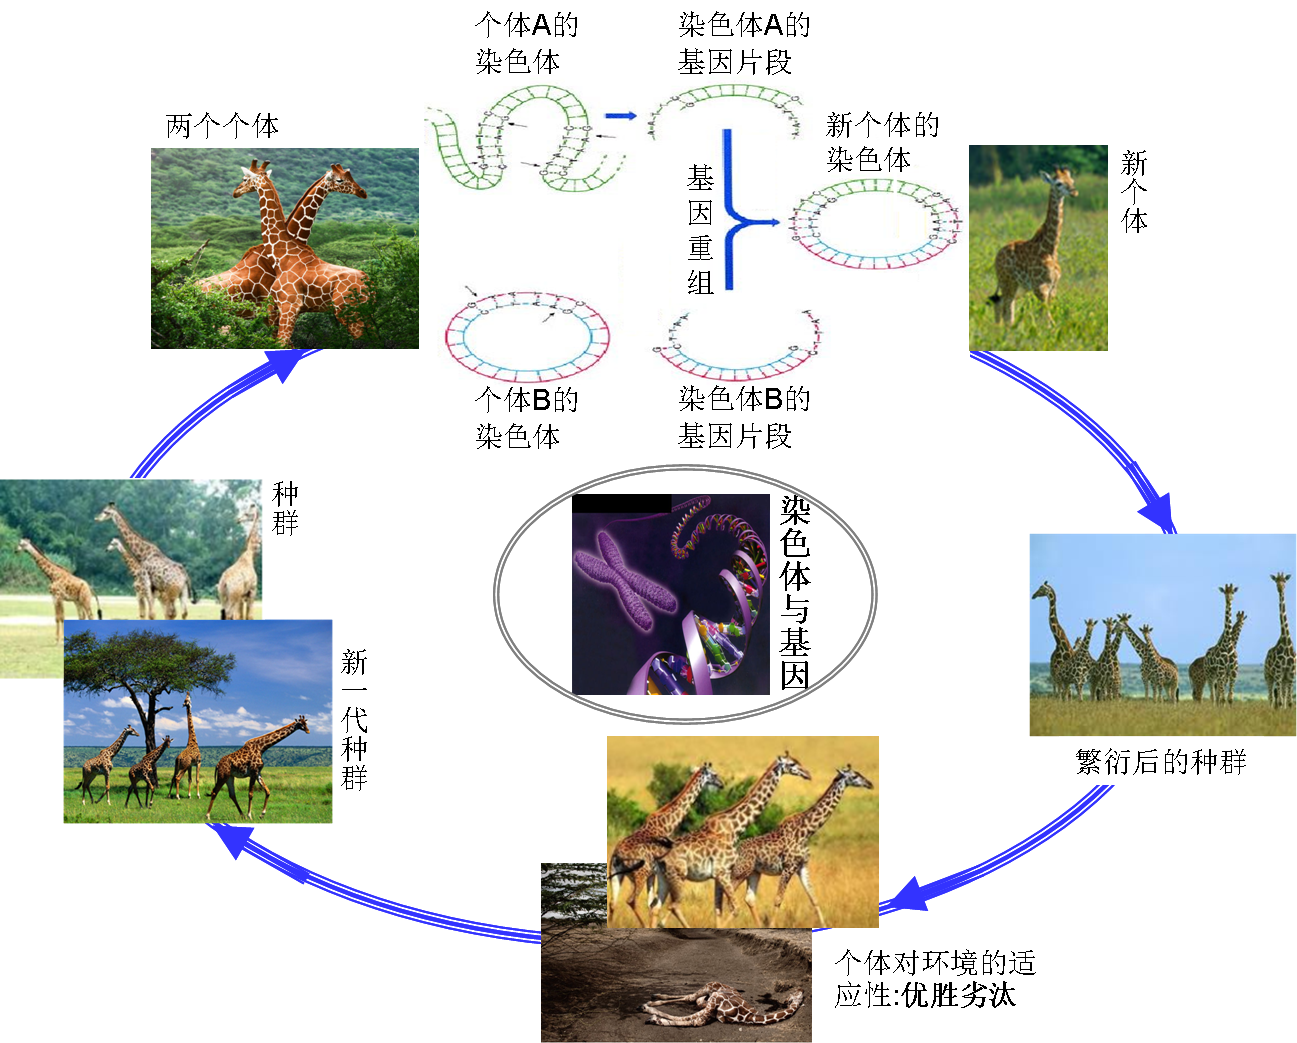 个体A的
染色体
染色体A的
基因片段
两个个体
新个体的
染色体
新个体
基因重组
个体B的
染色体
染色体B的
基因片段
种群
染色体与基因
新一代种群
繁衍后的种群
个体对环境的适
应性:优胜劣汰